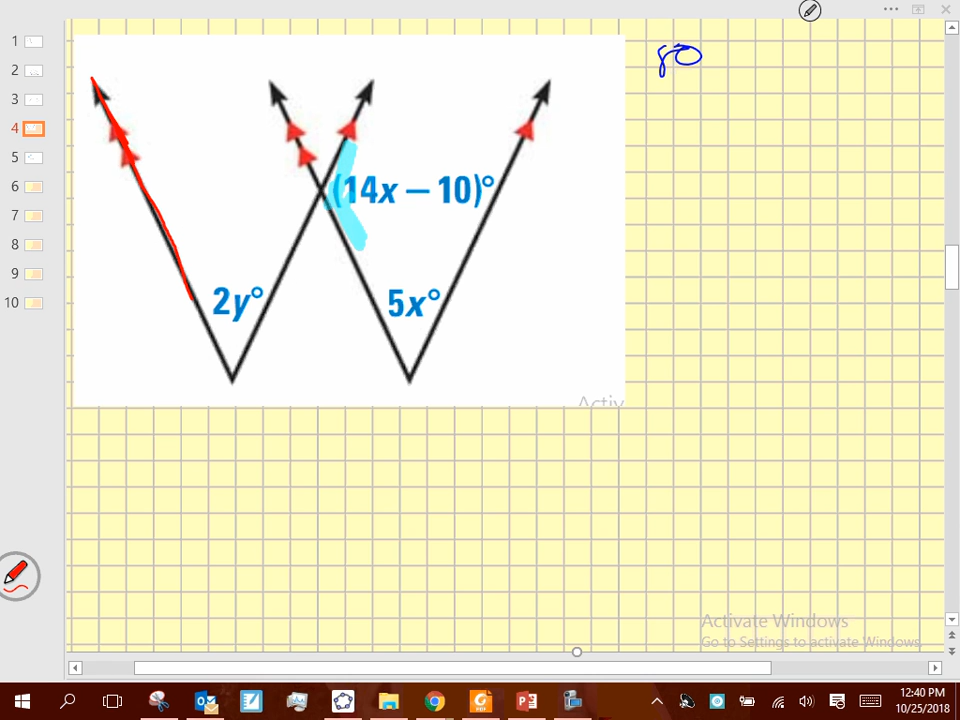 1
2
3
4
5
6
7
8
9
10
80
(14x − 10)°
2y°
5x°
Activ
Activate Windows
Go to Settings to activate Windows.
12:40 PM
10/25/2018